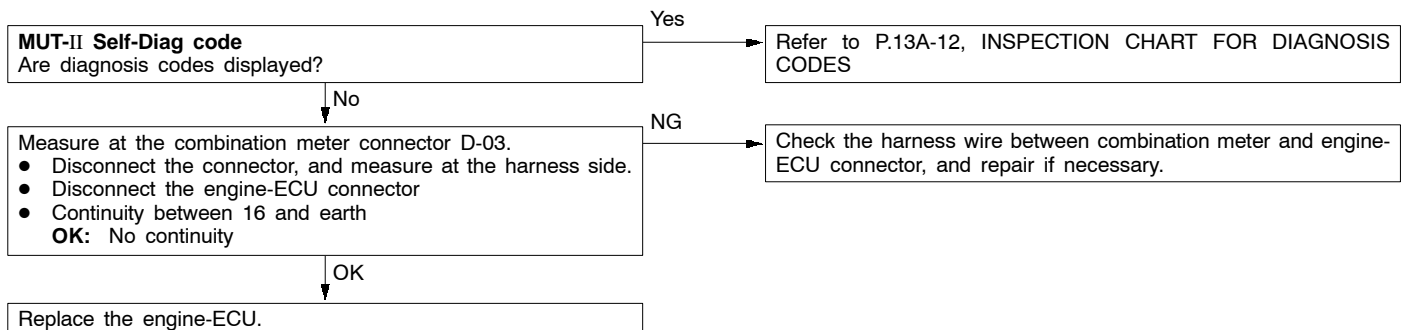 MUT-II Self-Diag code
Are diagnosis codes displayed?
Yes
Refer to P.13A-12, INSPECTION CHART FOR DIAGNOSIS
CODES
No
Measure at the combination meter connector D-03.
● Disconnect the connector, and measure at the harness side.
● Disconnect the engine-ECU connector
● Continuity between 16 and earth
OK: No continuity
NG
Check the harness wire between combination meter and engine-
ECU connector, and repair if necessary.
OK
Replace the engine-ECU.